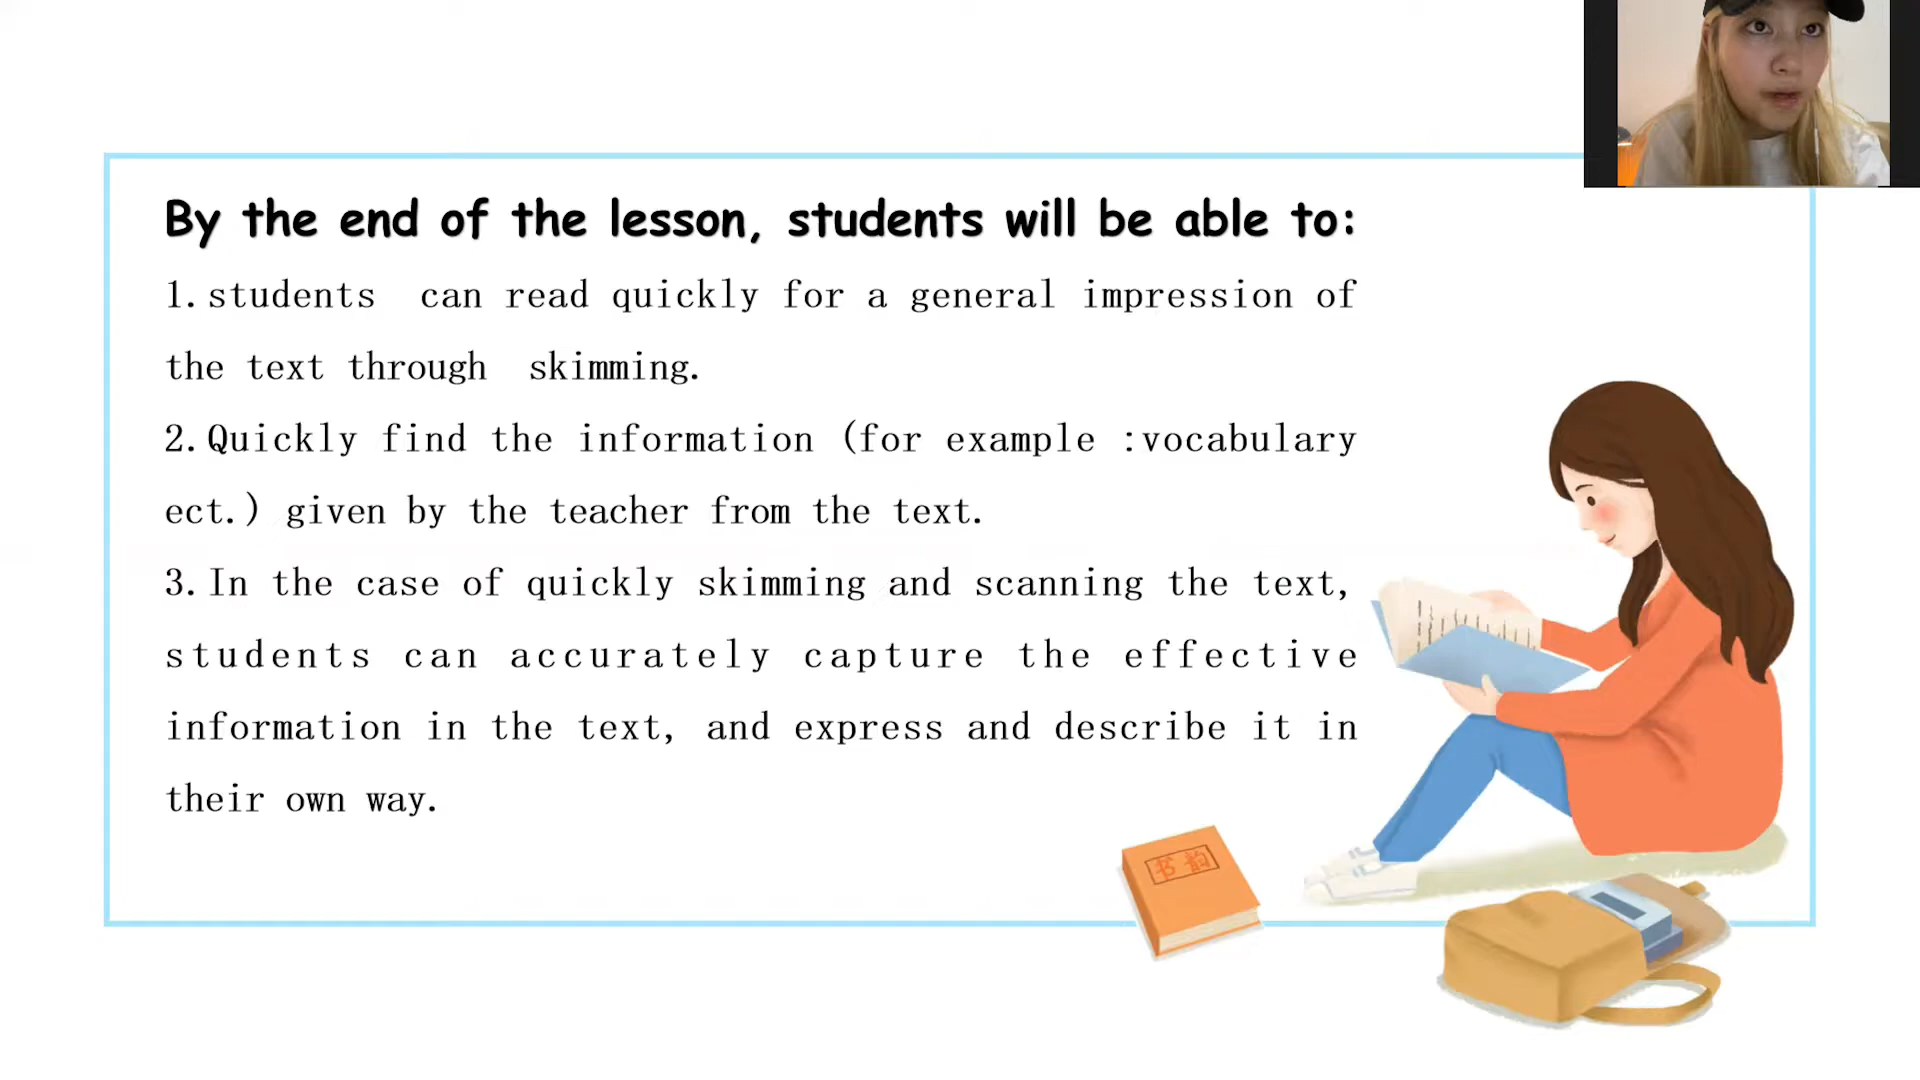 By the end of the lesson, students will be able to:
1.students can read quickly for a general impression of
the text through skimming.
2.Quickly find the information (for example :vocabulary
ect.) given by the teacher from the text.
3.In the case of quickly skimming and scanning the text,
students can accurately capture the effective
information in the text, and express and describe it in
their own way.
书韵